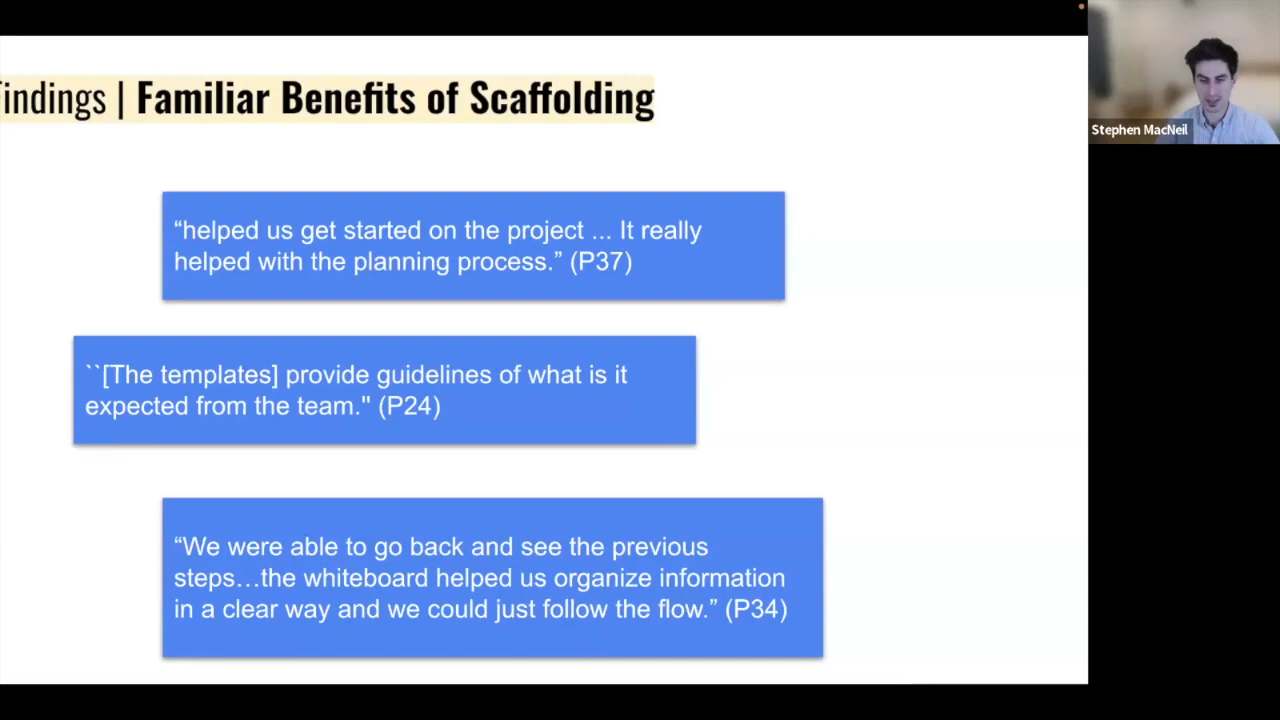 indings | Familiar Benefits of Scaffolding
Stephen MacNeil
“helped us get started on the project ... It really
helped with the planning process.” (P37)
``[The templates] provide guidelines of what is it
expected from the team." (P24)
“We were able to go back and see the previous
steps…the whiteboard helped us organize information
in a clear way and we could just follow the flow.” (P34)